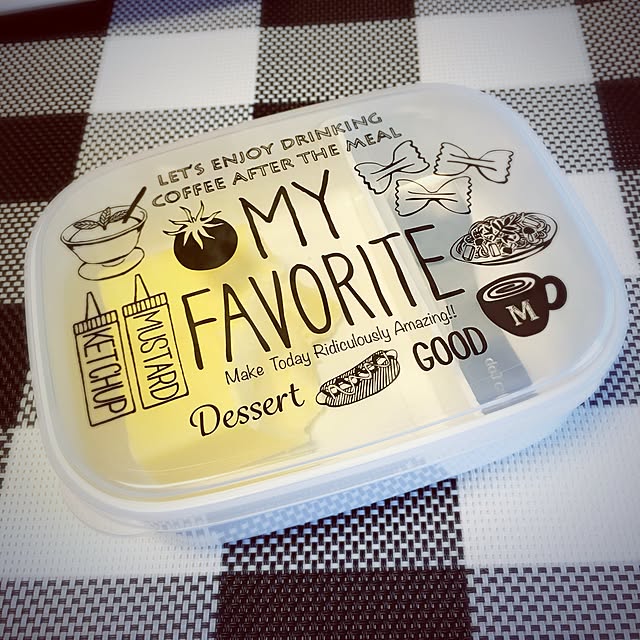 LET'S ENJOY DRINKING
COFFEE AFTER THE MEAL
MY
FAVORITE
KETCHUP
MUSTARD
M
Make Today Ridiculously Amazing!!
GOOD
Dessert